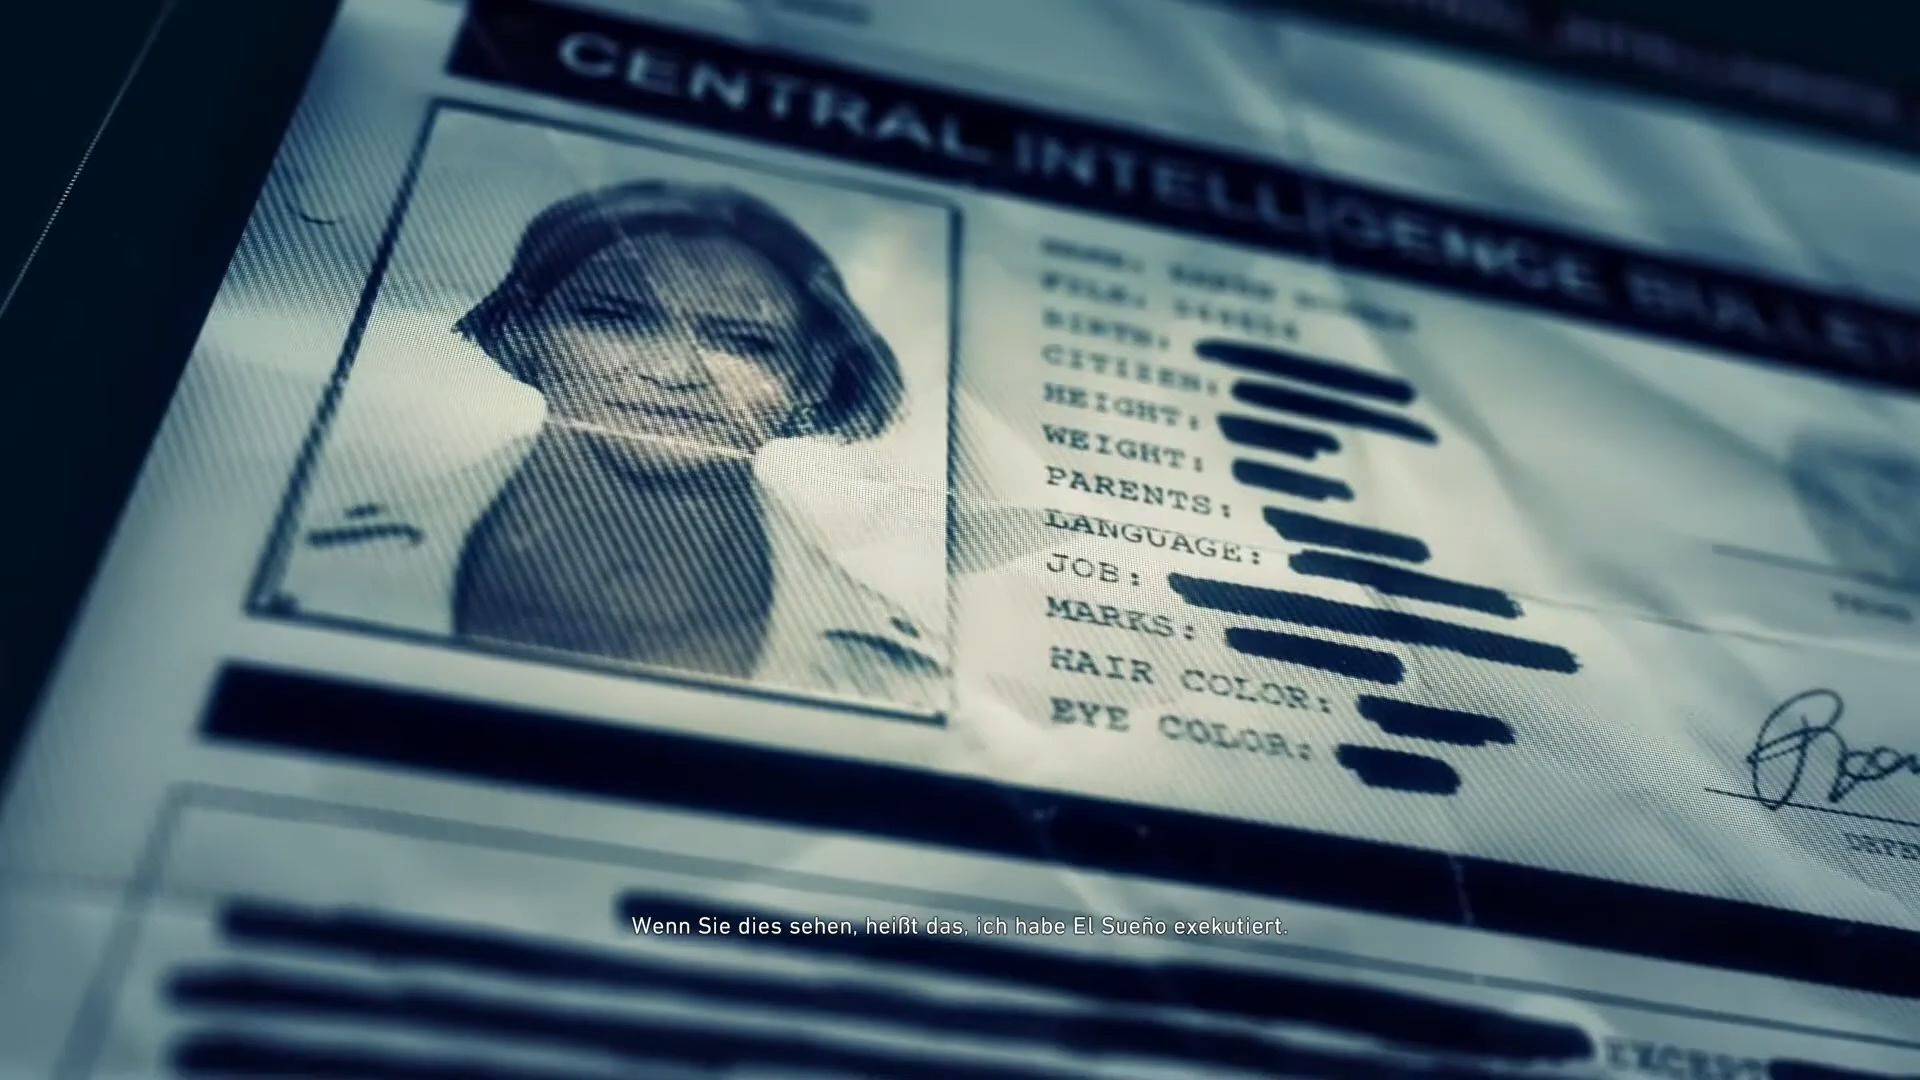 CENTRAL INTELLIGENCE
BIRTH:
CITIZEN:
HEIGHT:
WEIGHT:
PARENTS:
LANGUAGE:
JOB:
MARKS:
HAIR COLOR:
EYE COLOR:
Wenn Sie dies sehen, heißt das, ich habe El Sueño exekutiert.